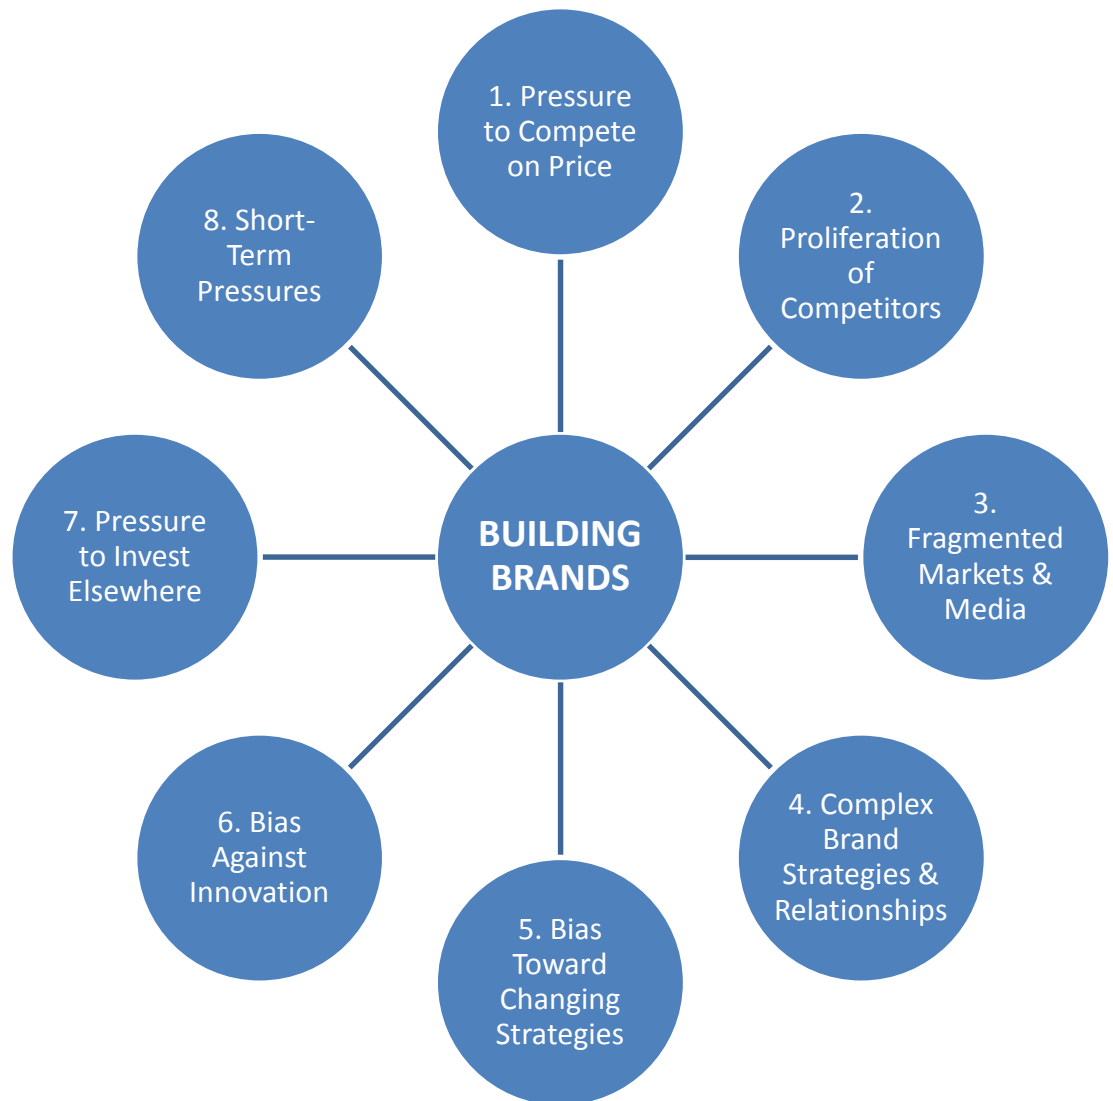 1. Pressure
to Compete
on Price
2.
Proliferation
of
Competitors
3.
Fragmented
Markets &
Media
4. Complex
Brand
Strategies &
Relationships
5. Bias
Toward
Changing
Strategies
6. Bias
Against
Innovation
7. Pressure
to Invest
Elsewhere
8. Short-
Term
Pressures
BUILDING
BRANDS